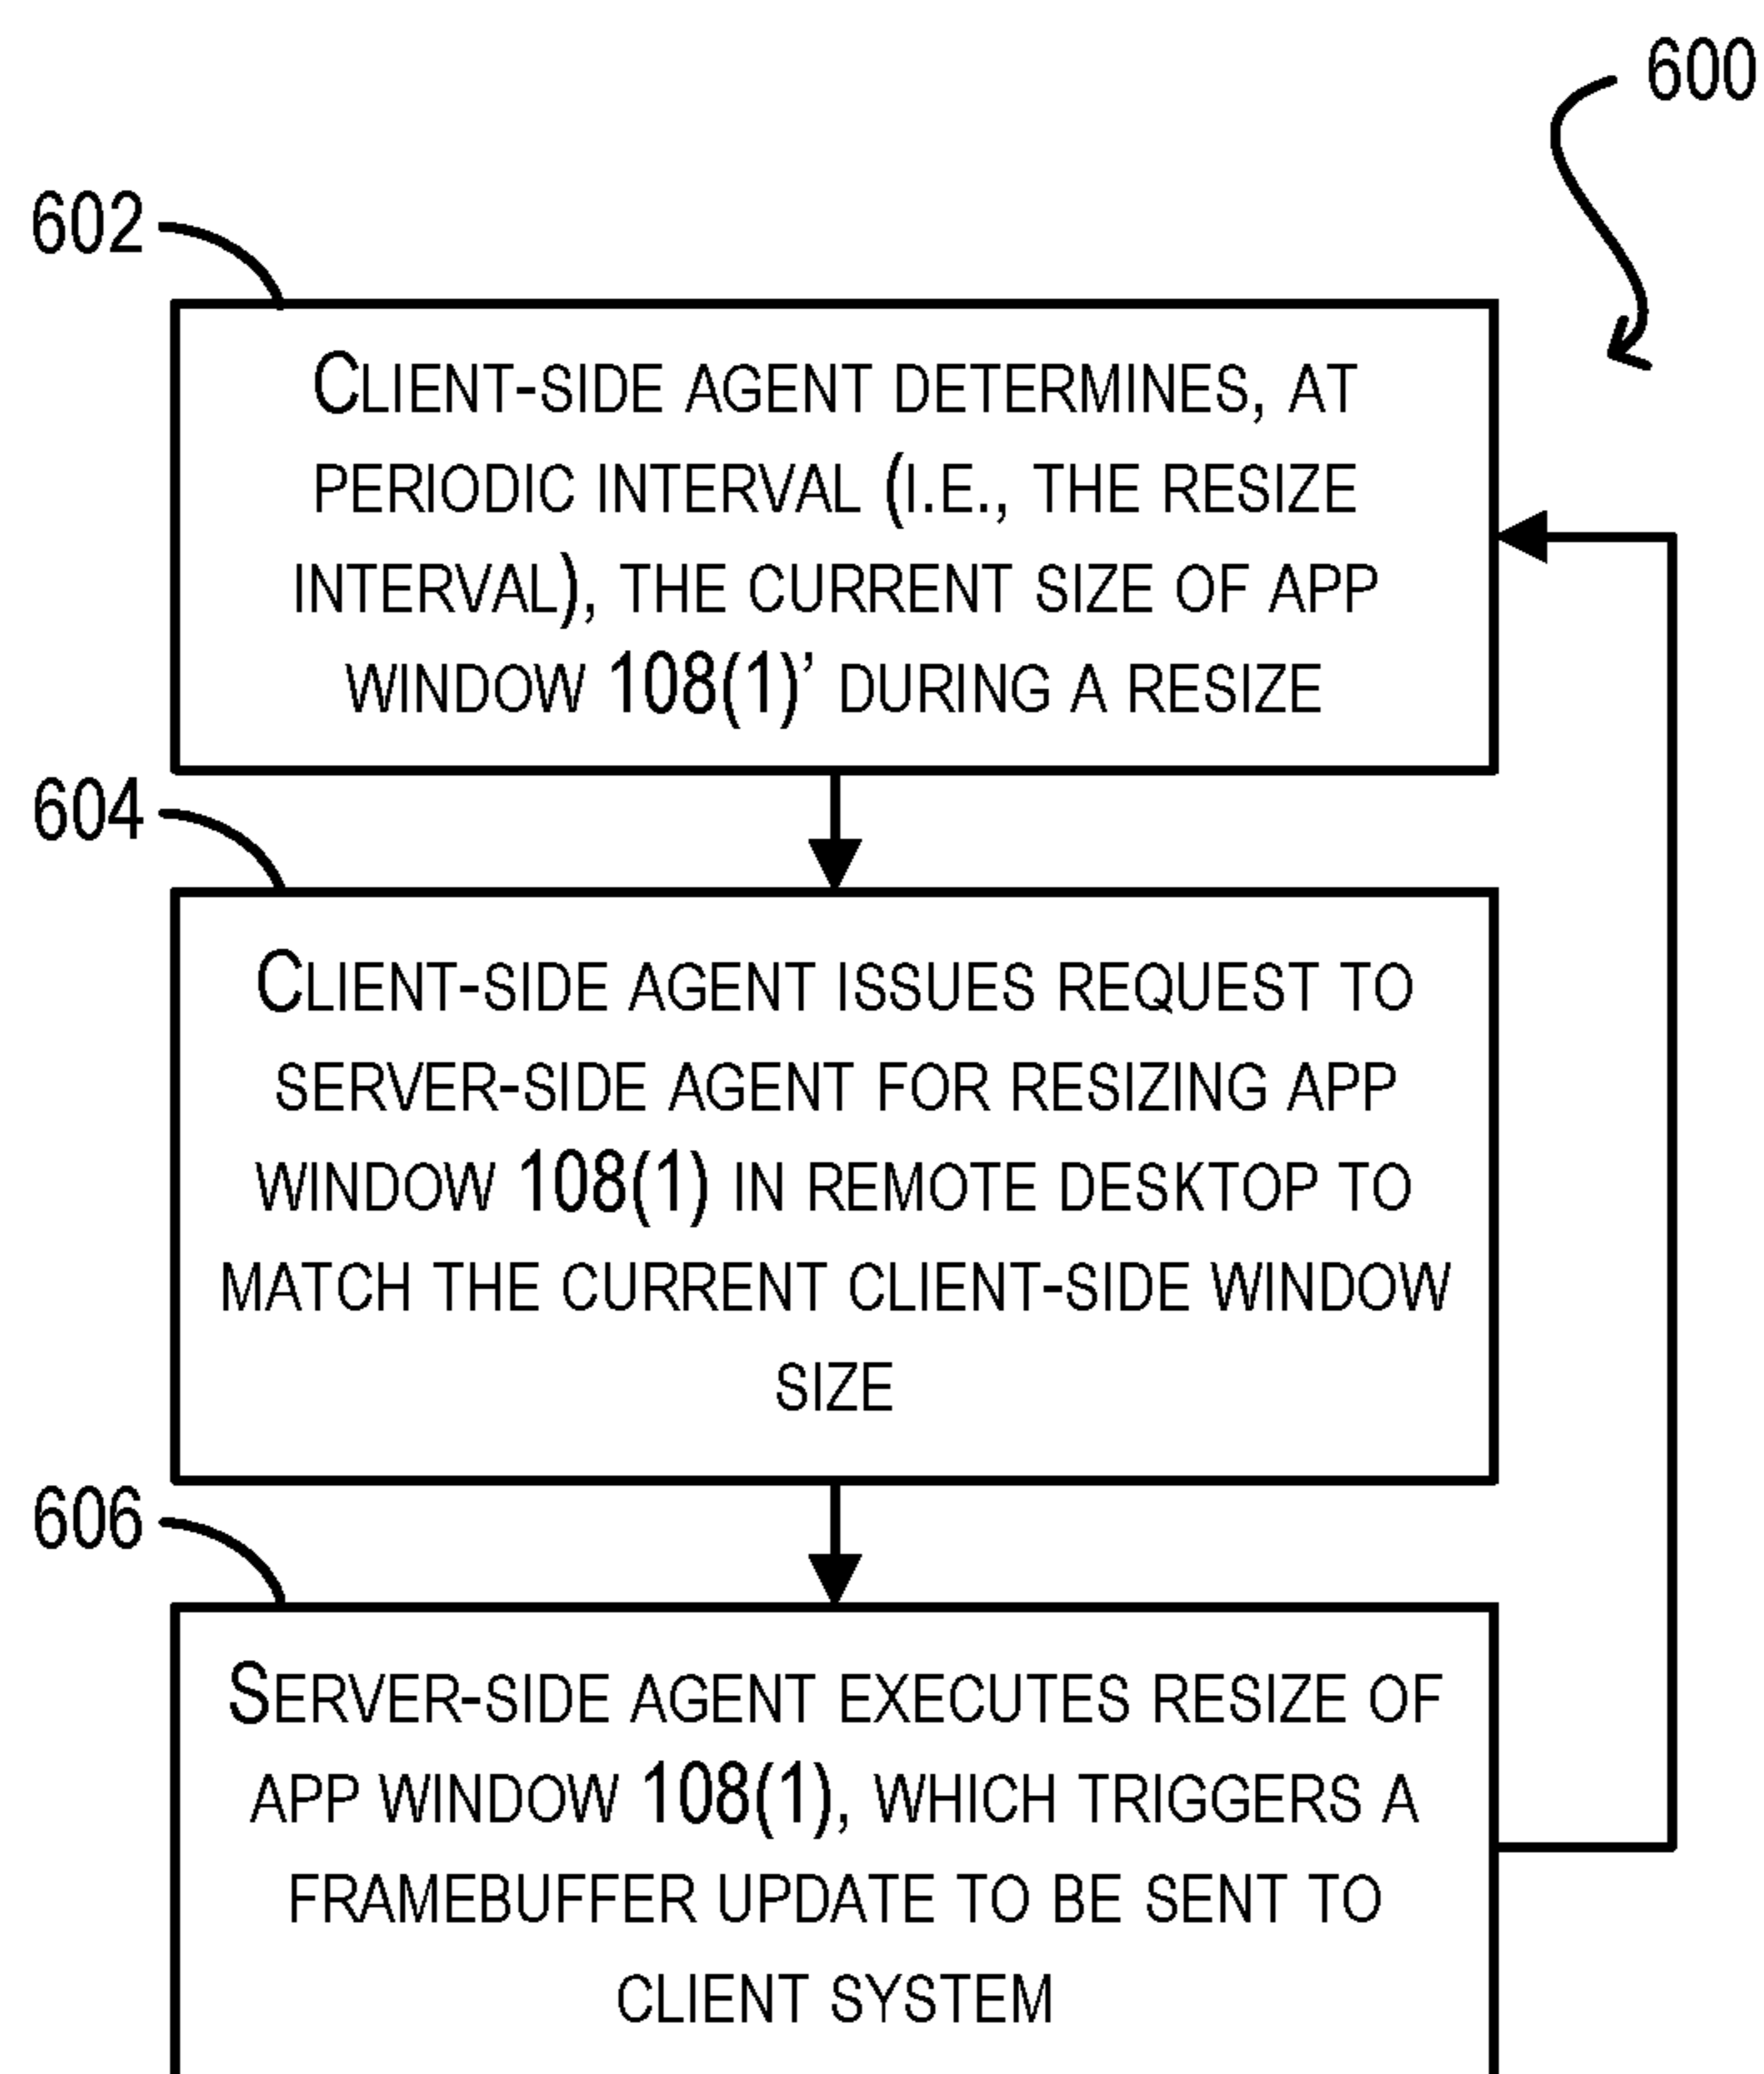 600
602
CLIENT-SIDE AGENT DETERMINES, AT
PERIODIC INTERVAL (I.E., THE RESIZE
INTERVAL), THE CURRENT SIZE OF APP
WINDOW 108(1)’ DURING A RESIZE
604
CLIENT-SIDE AGENT ISSUES REQUEST TO
SERVER-SIDE AGENT FOR RESIZING APP
WINDOW 108(1) IN REMOTE DESKTOP TO
MATCH THE CURRENT CLIENT-SIDE WINDOW
SIZE
606
SERVER-SIDE AGENT EXECUTES RESIZE OF
APP WINDOW 108(1), WHICH TRIGGERS A
FRAMEBUFFER UPDATE TO BE SENT TO
CLIENT SYSTEM